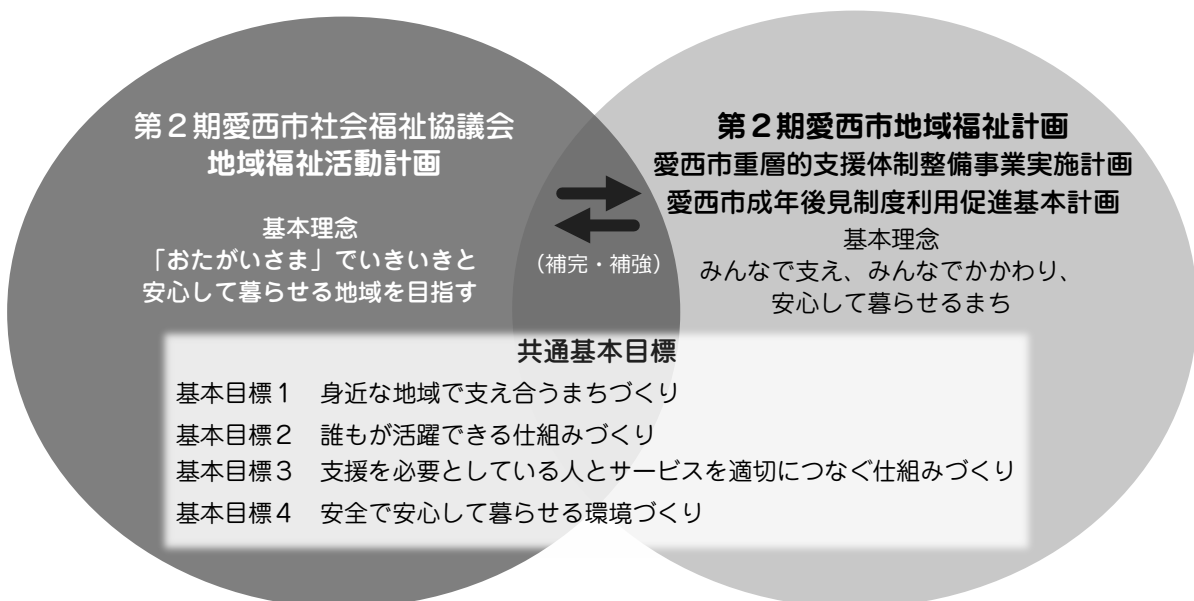 第２期愛西市社会福祉協議会
地域福祉活動計画
基本理念
「おたがいさま」でいきいきと
安心して暮らせる地域を目指す
（補完・補強）
第２期愛西市地域福祉計画
愛西市重層的支援体制整備事業実施計画
愛西市成年後見制度利用促進基本計画
基本理念
みんなで支え、みんなでかかわり、
安心して暮らせるまち
共通基本目標
基本目標１　身近な地域で支え合うまちづくり
基本目標２　誰もが活躍できる仕組みづくり
基本目標３　支援を必要としている人とサービスを適切につなぐ仕組みづくり
基本目標４　安全で安心して暮らせる環境づくり